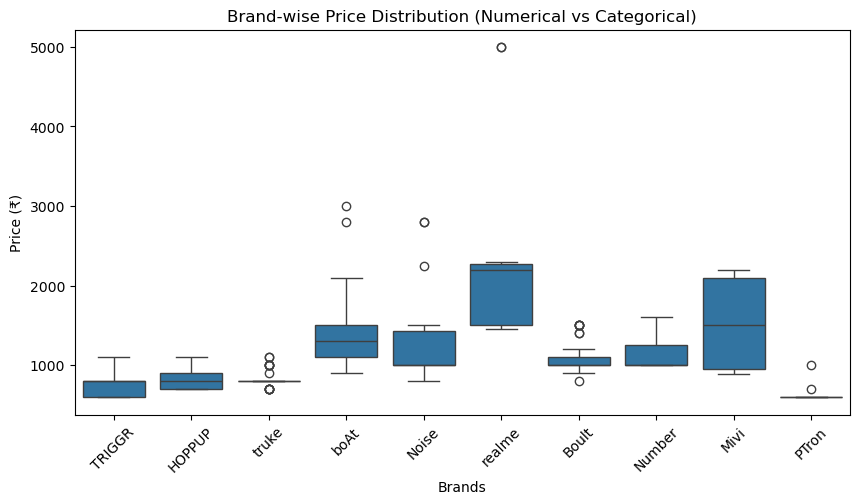 Brand-wise Price Distribution (Numerical vs Categorical)
Price (₹)
5000
4000
3000
2000
1000
TRIGGR
HOPPUP
truke
boAt
Noise
realme
Boult
Number
Mivi
PTron
Brands